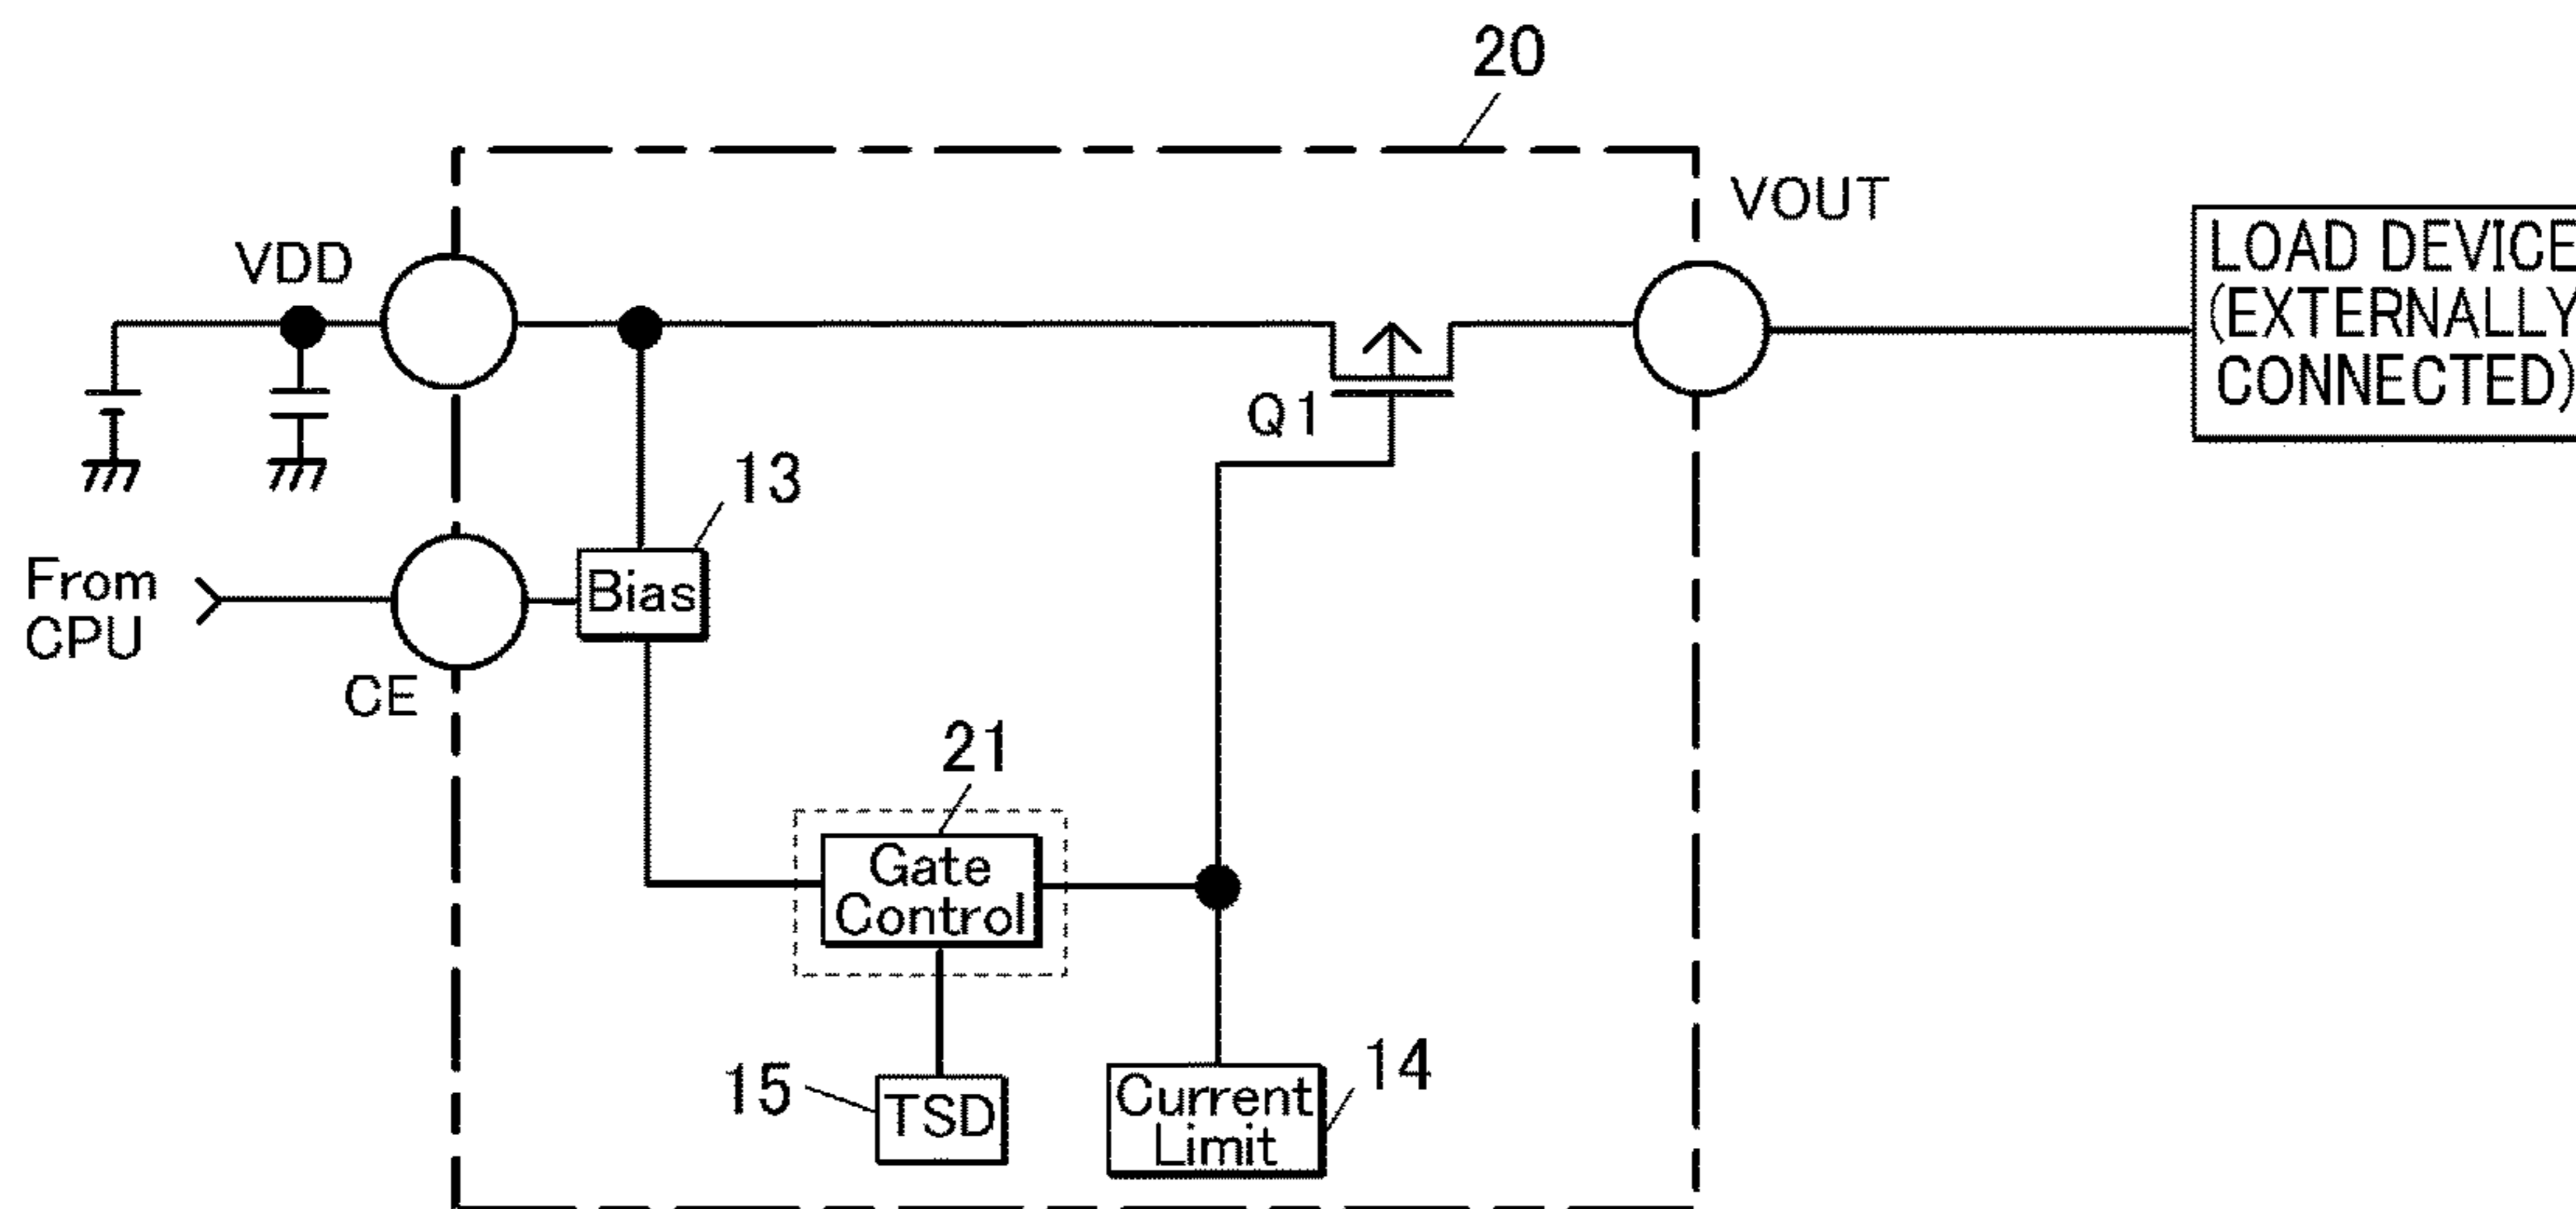 20
VOUT
VDD
LOAD DEVICE
(EXTERNALLY
CONNECTED)
Q1
13
From
CPU
Bias
CE
21
Gate
Control
15
TSD
Current
Limit
14